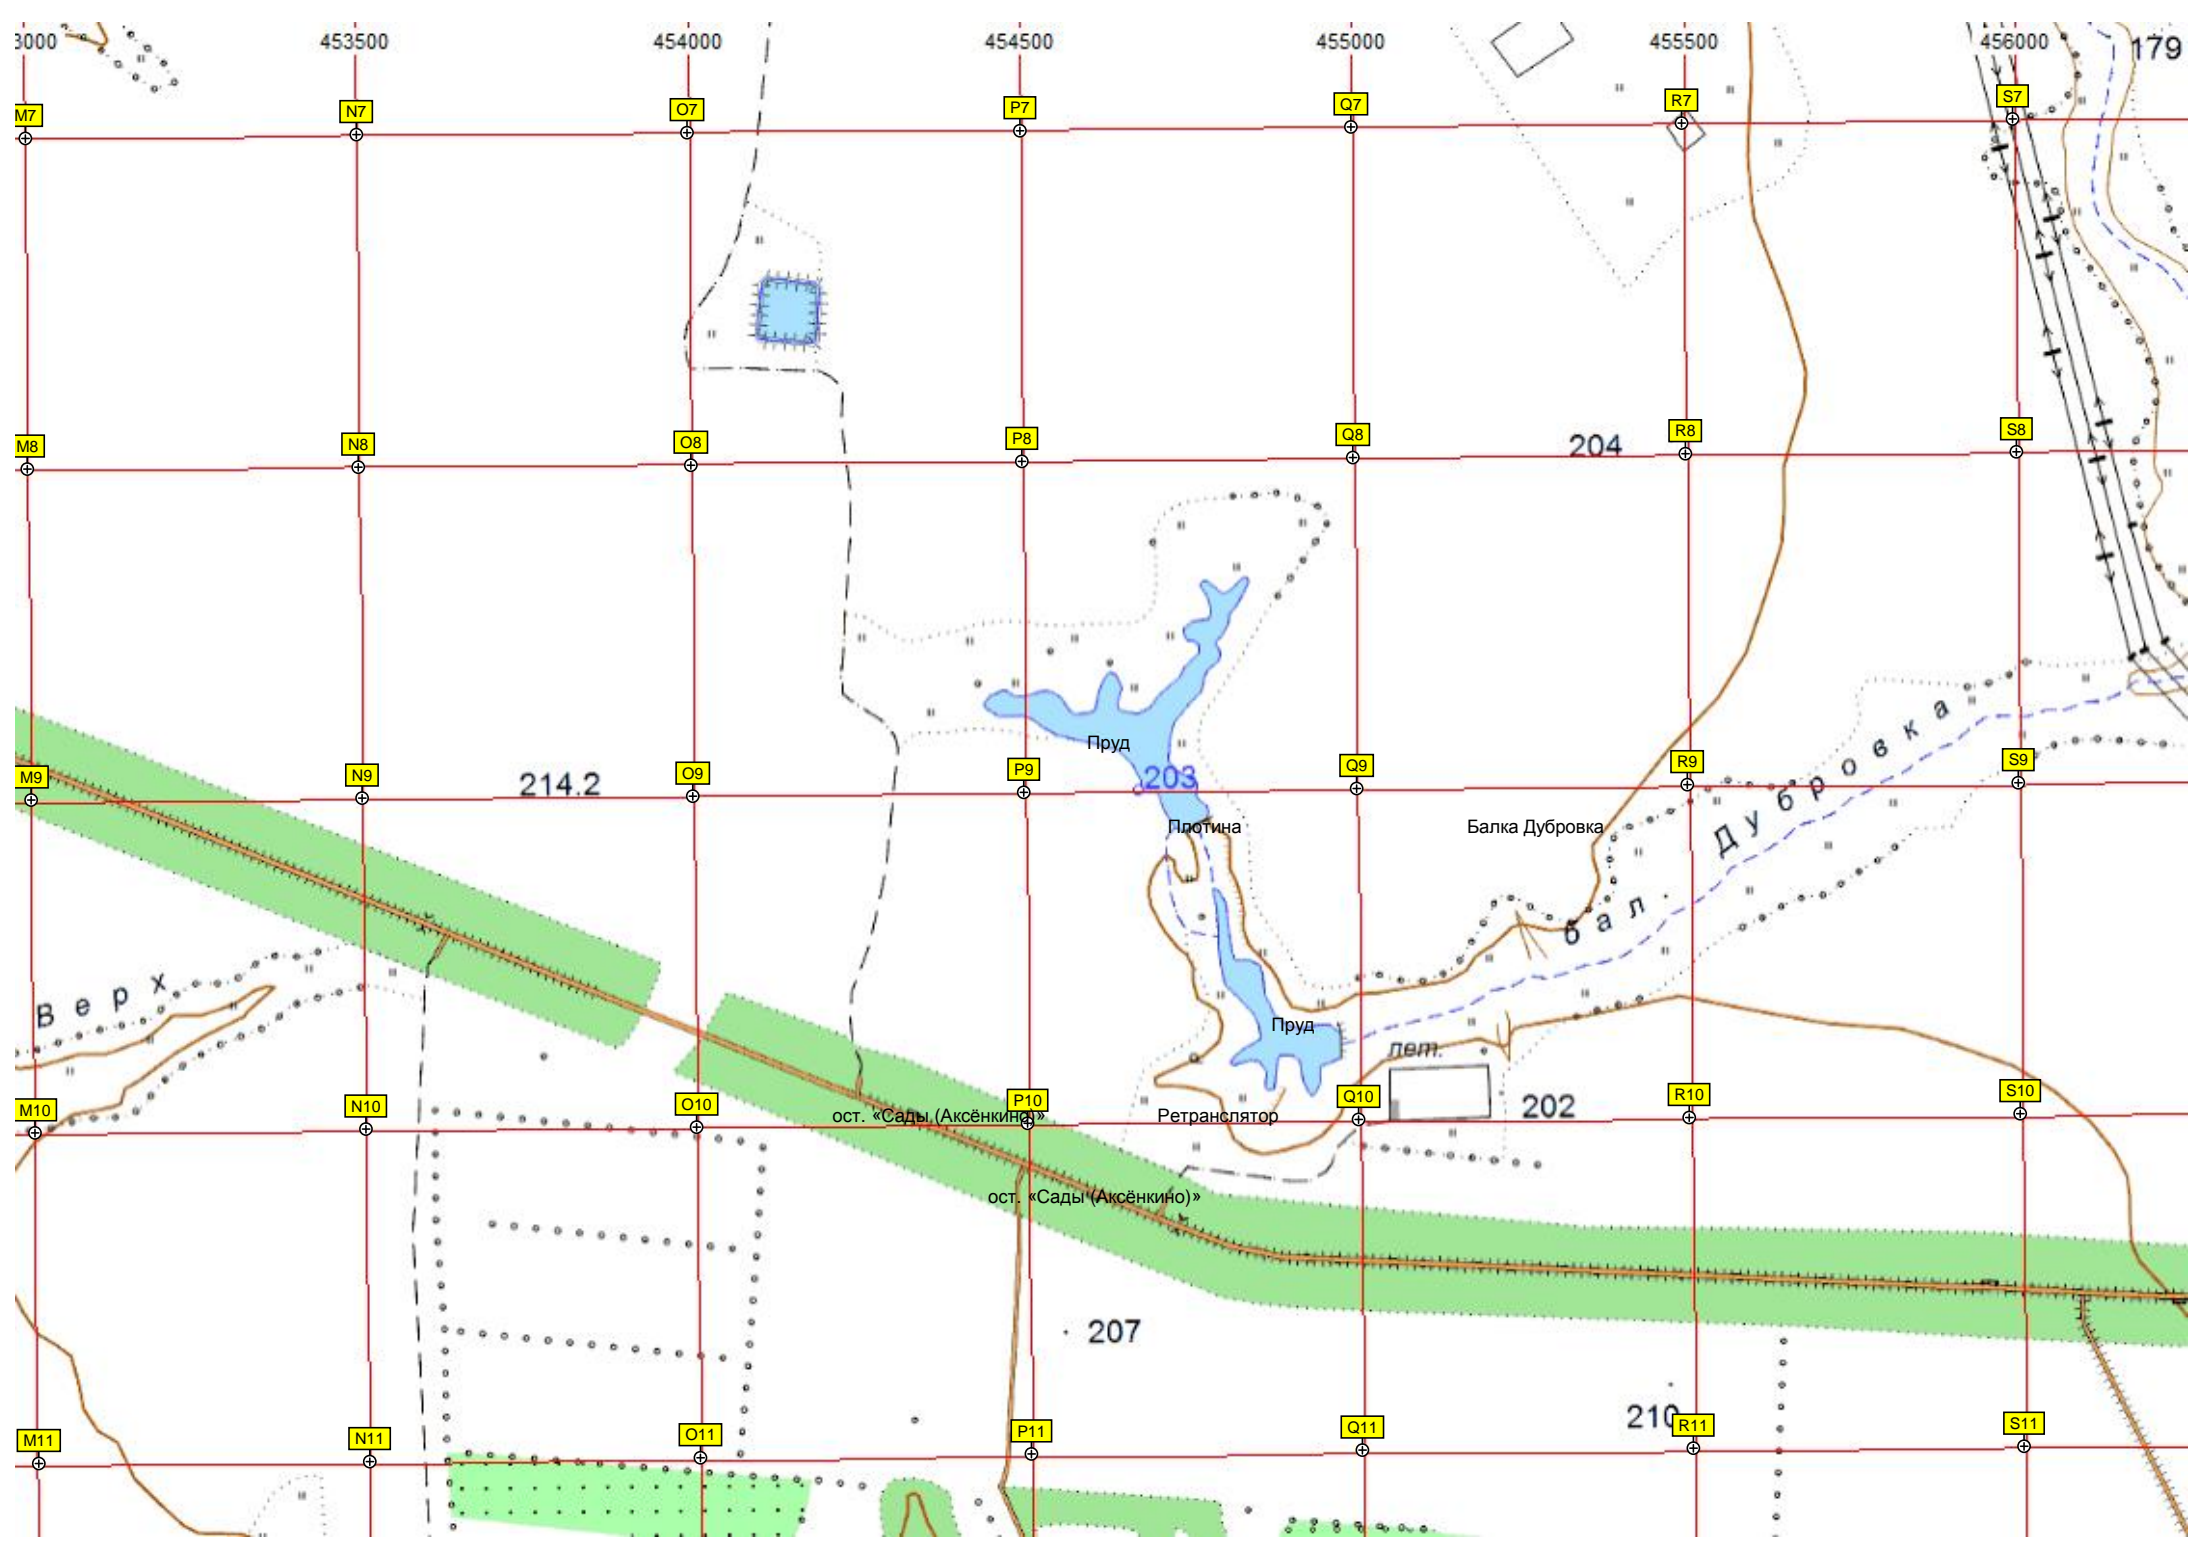 3000 453500 454000 454500 455000 455500 456000
179
M7 N7 O7 P7 Q7 R7 S7
M8 N8 O8 P8 Q8 R8 S8
204
Пруд
бал. Дубровка
M9 N9 O9 P9 Q9 R9 S9
214.2
203
Плотина
Балка Дубровка
Верх
Пруд
лет.
M10 N10 O10 P10 Q10 R10 S10
202
ост. «Сады (Аксёнкино)»
Ретранслятор
ост. «Сады (Аксёнкино)»
207
210
M11 N11 O11 P11 Q11 R11 S11